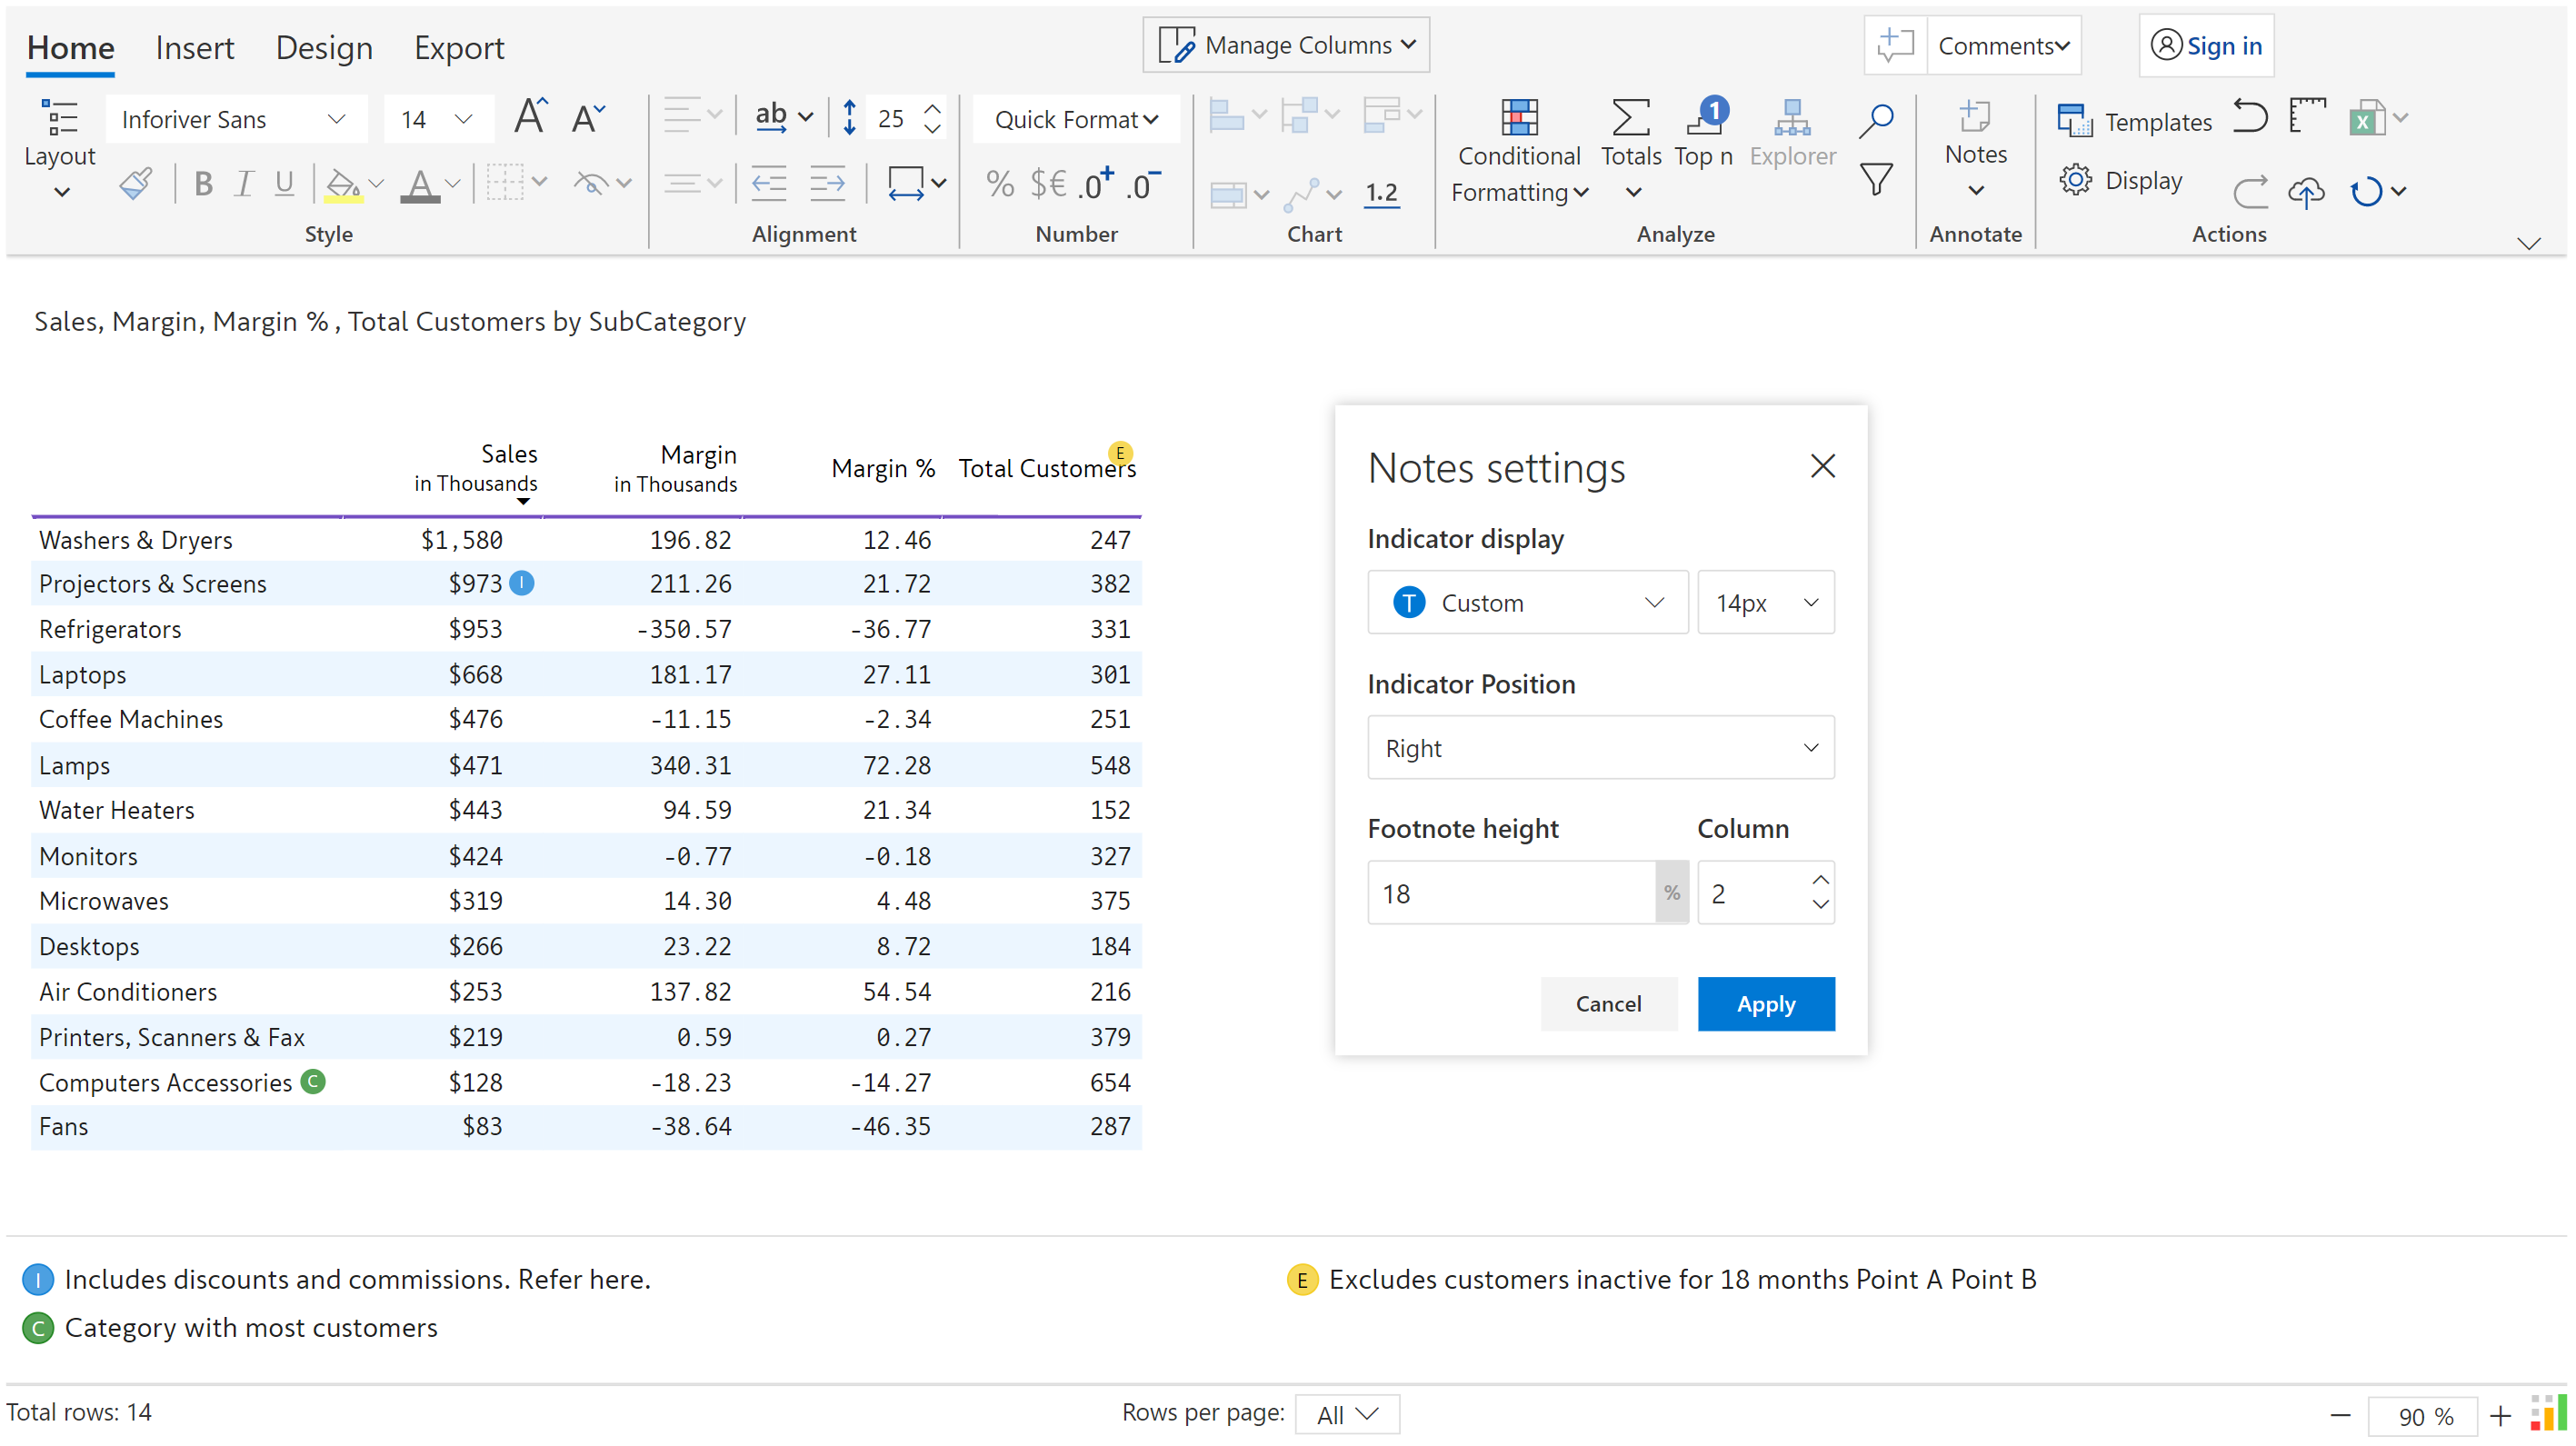 Home Insert Design Export
Manage Columns
Comments
Sign in
Inforiver Sans 14 A A
ab 25
Quick Format
Layout
B I U A
% $€ .0+ .0-
1.2
Conditional Formatting
Totals
1
Top n
Explorer
Notes
Templates
Display
Style Alignment Number Chart Analyze Annotate Actions
Sales, Margin, Margin % , Total Customers by SubCategory
Sales in Thousands Margin in Thousands Margin % Total Customers E
Washers & Dryers $1,580 196.82 12.46 247
Projectors & Screens $973 I 211.26 21.72 382
Refrigerators $953 -350.57 -36.77 331
Laptops $668 181.17 27.11 301
Coffee Machines $476 -11.15 -2.34 251
Lamps $471 340.31 72.28 548
Water Heaters $443 94.59 21.34 152
Monitors $424 -0.77 -0.18 327
Microwaves $319 14.30 4.48 375
Desktops $266 23.22 8.72 184
Air Conditioners $253 137.82 54.54 216
Printers, Scanners & Fax $219 0.59 0.27 379
Computers Accessories C $128 -18.23 -14.27 654
Fans $83 -38.64 -46.35 287
Notes settings
Indicator display
T Custom 14px
Indicator Position
Right
Footnote height Column
18 % 2
Cancel Apply
I Includes discounts and commissions. Refer here.
E Excludes customers inactive for 18 months Point A Point B
C Category with most customers
Total rows: 14
Rows per page: All
90 %